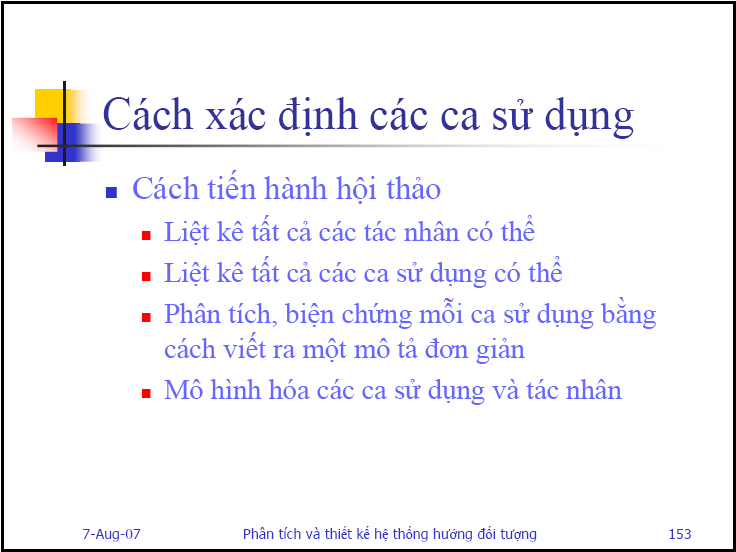 Cách xác định các ca sử dụng
Cách tiến hành hội thảo
Liệt kê tất cả các tác nhân có thể
Liệt kê tất cả các ca sử dụng có thể
Phân tích, biện chứng mỗi ca sử dụng bằng
cách viết ra một mô tả đơn giản
Mô hình hóa các ca sử dụng và tác nhân
7-Aug-07 Phân tích và thiết kế hệ thống hướng đối tượng 153